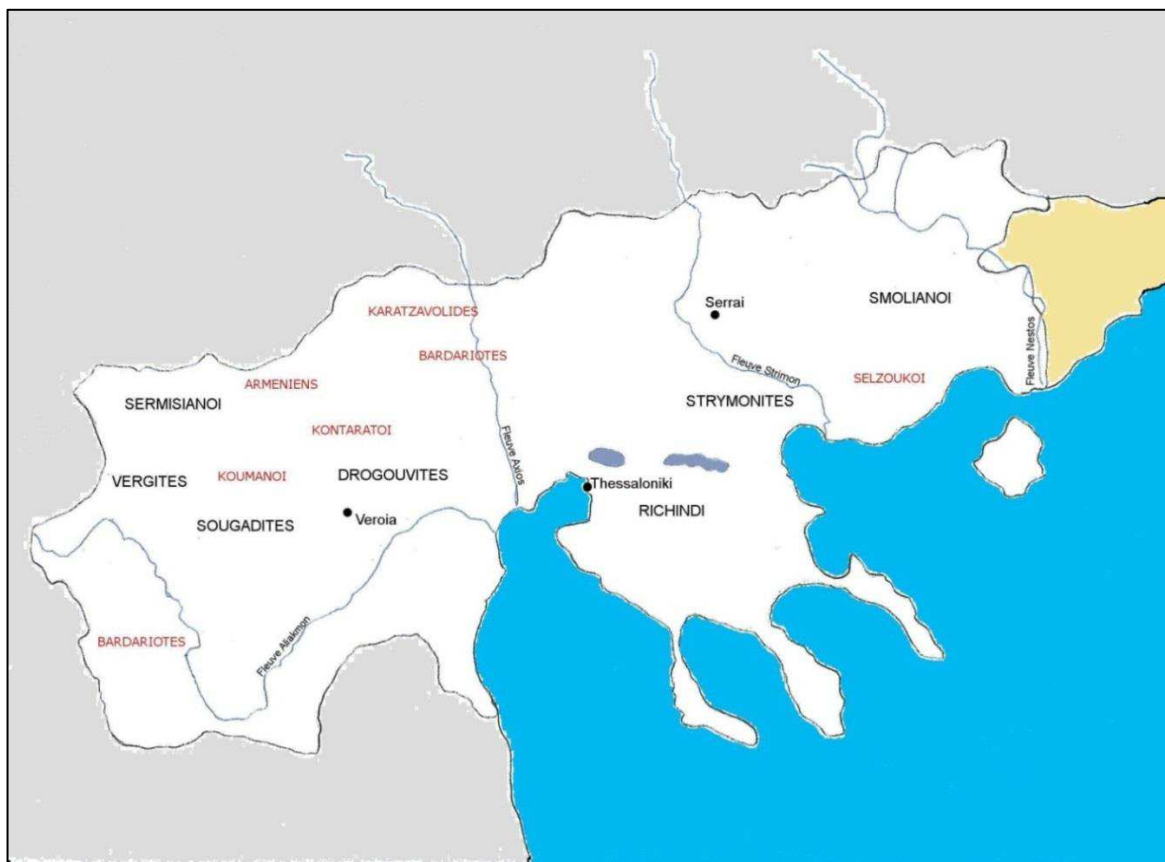 Serrai
SMOLIANOI
KARATZAVOLIDES
BARDARIOTES
Fleuve Nestos
Fleuve Strimon
SELZOUKOI
ARMENIENS
SERMISIANOI
STRYMONITES
KONTARATOI
Fleuve Axios
KOUMANOI
DROGOUVITES
VERGITES
Thessaloniki
RICHINDI
SOUGADITES
Veroia
BARDARIOTES
Fleuve Aliakmon